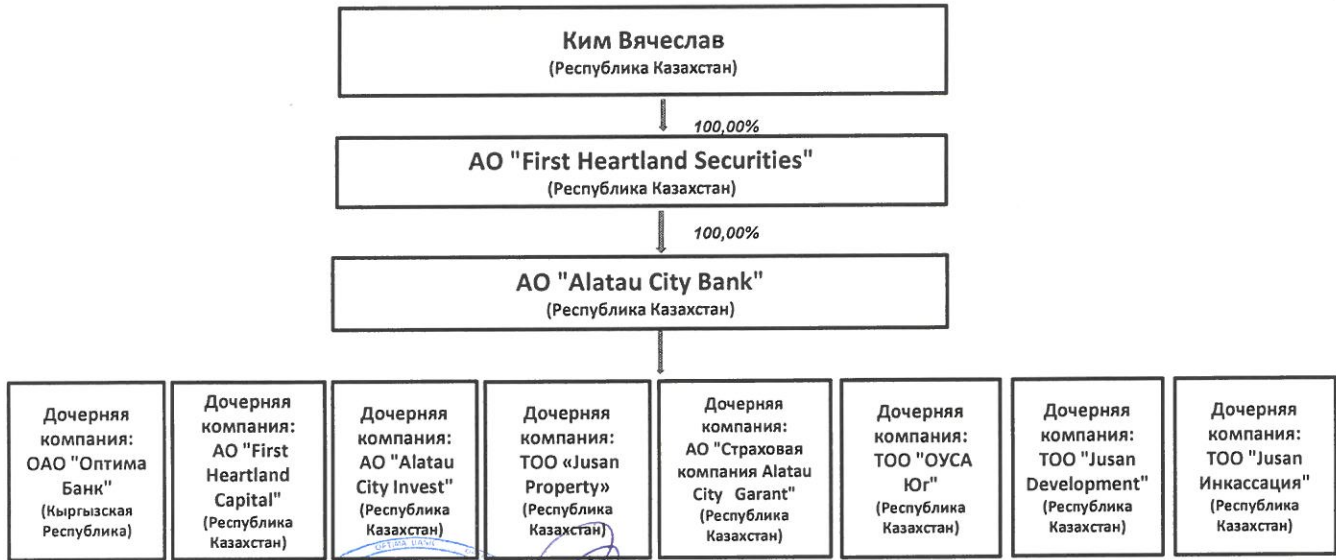 Ким Вячеслав
(Республика Казахстан)
100,00%
АО "First Heartland Securities"
(Республика Казахстан)
100,00%
АО "Alatau City Bank"
(Республика Казахстан)
Дочерняя
компания:
ОАО "Оптима
Банк"
(Кыргызская
Республика)
Дочерняя
компания:
АО "First
Heartland
Capital"
(Республика
Казахстан)
Дочерняя
компания:
АО "Alatau
City Invest"
(Республика
Казахстан)
Дочерняя
компания:
ТОО «Jusan
Property»
(Республика
Казахстан)
Дочерняя
компания:
АО "Страховая
компания Alatau
City Garant"
(Республика
Казахстан)
Дочерняя
компания:
ТОО "ОУСА
Юг"
(Республика
Казахстан)
Дочерняя
компания:
ТОО "Jusan
Development"
(Республика
Казахстан)
Дочерняя
компания:
ТОО "Jusan
Инкассация"
(Республика
Казахстан)
OPTIMA BANK